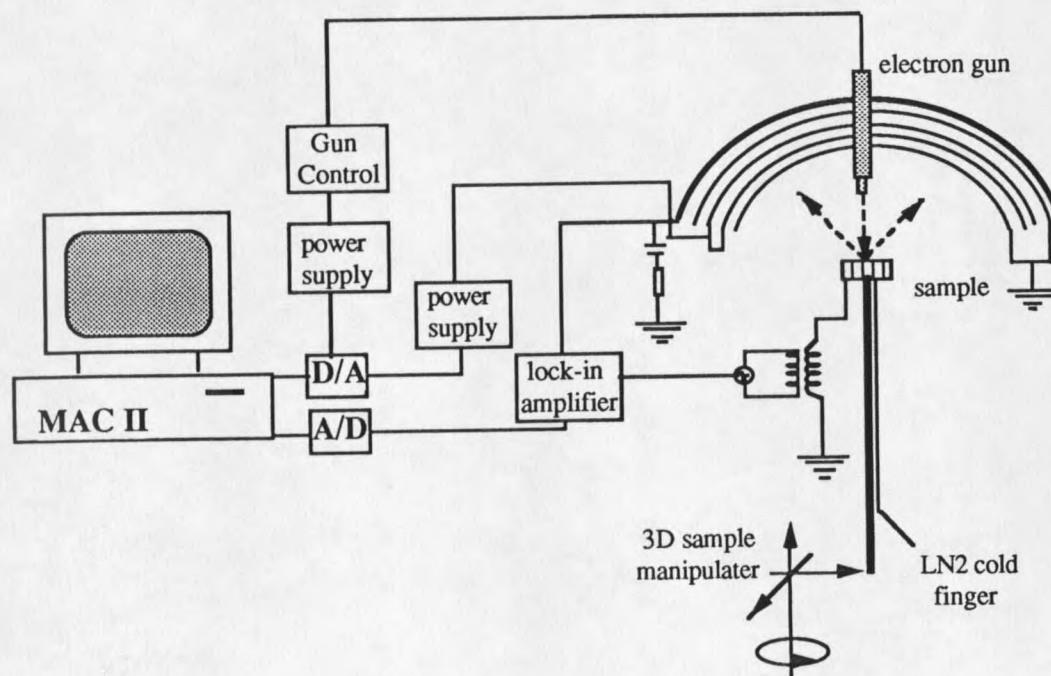 electron gun
Gun
Control
power
supply
power
supply
sample
D/A
lock-in
amplifier
MAC II
A/D
3D sample
manipulater
LN2 cold
finger